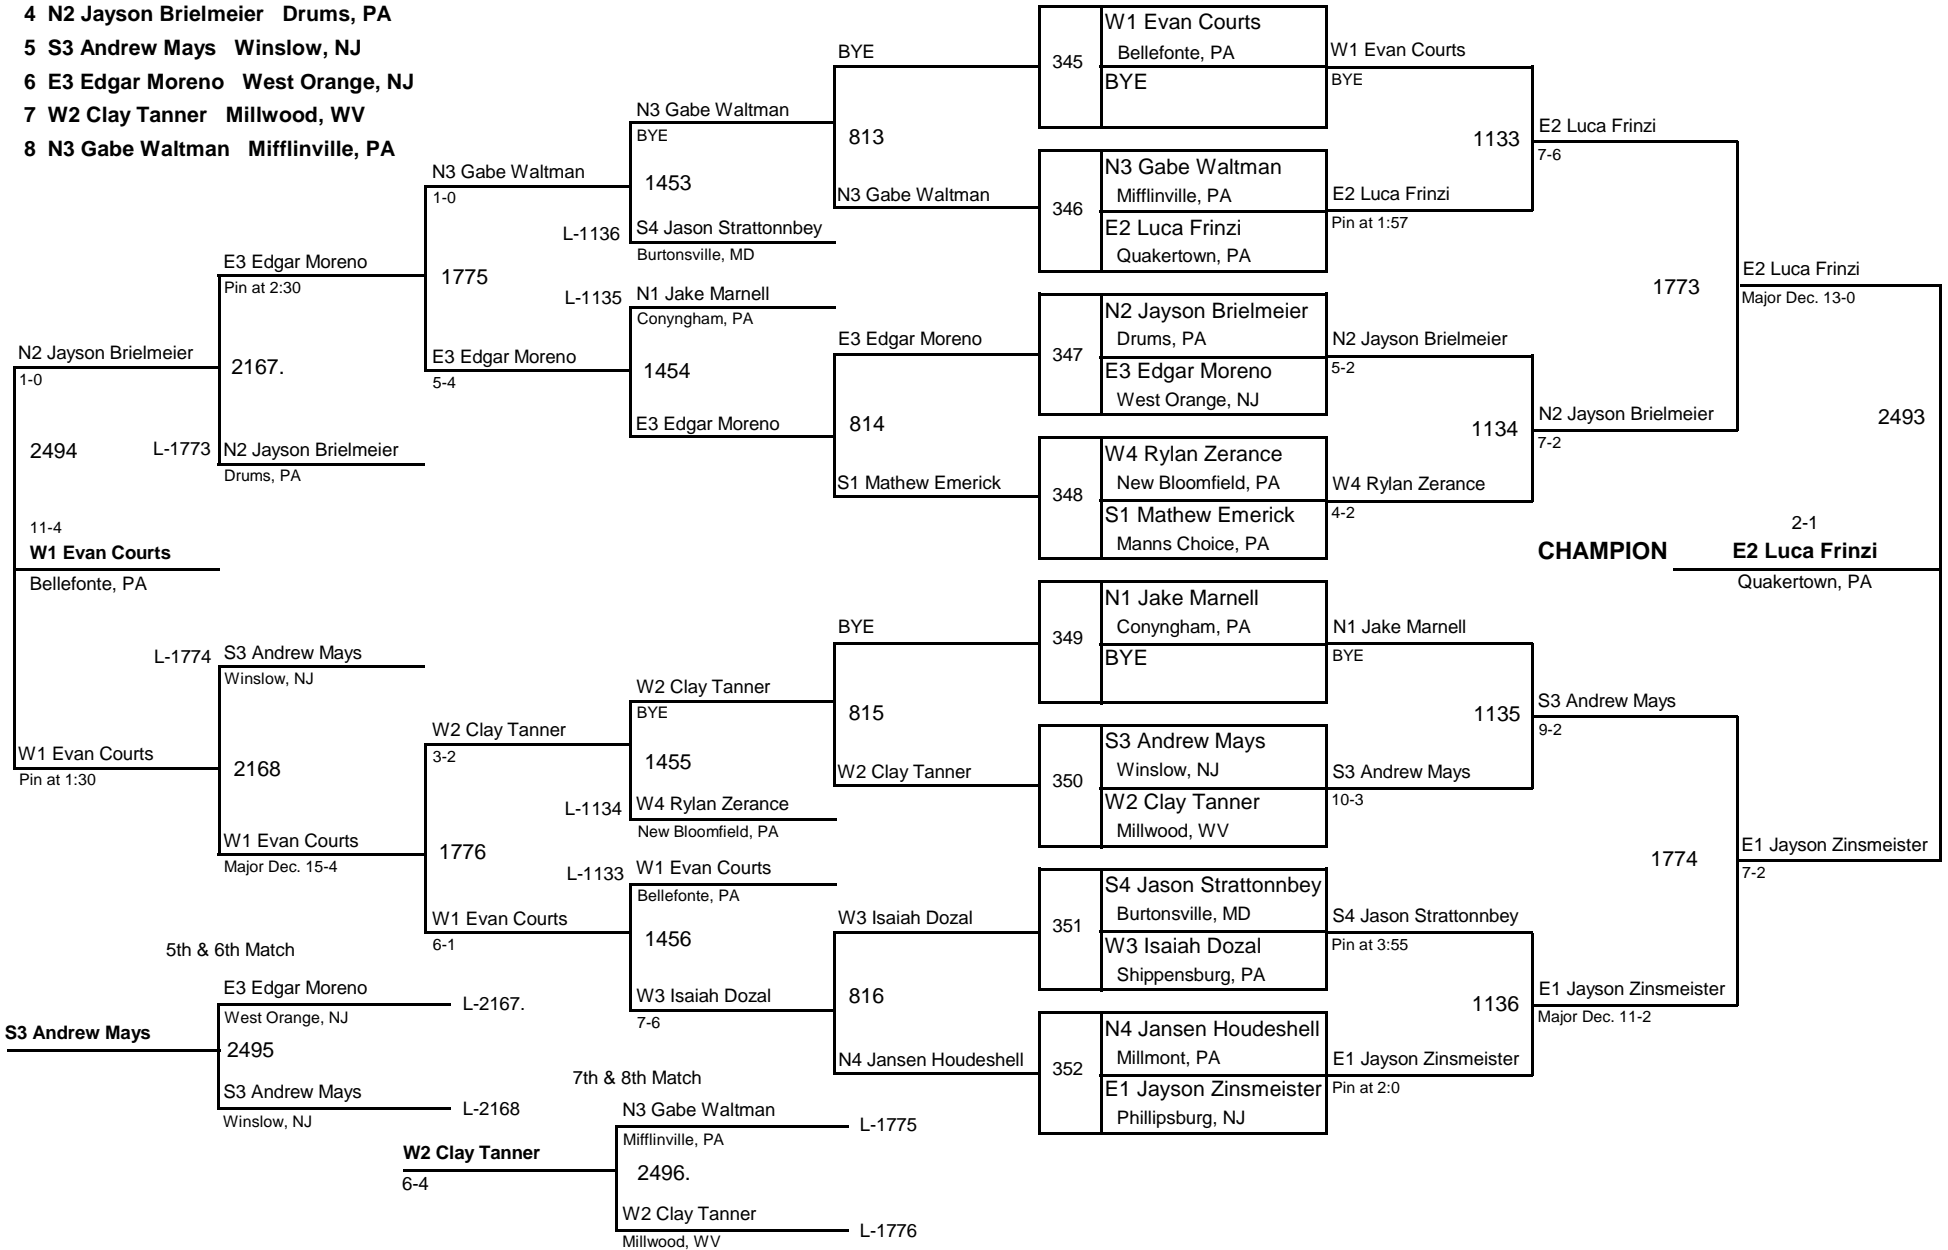 4 N2 Jayson Brielmeier Drums, PA
5 S3 Andrew Mays Winslow, NJ
6 E3 Edgar Moreno West Orange, NJ
7 W2 Clay Tanner Millwood, WV
8 N3 Gabe Waltman Mifflinville, PA
N2 Jayson Brielmeier
1-0
2494
11-4
W1 Evan Courts
Bellefonte, PA
W1 Evan Courts
Pin at 1:30
5th & 6th Match
S3 Andrew Mays
E3 Edgar Moreno
Pin at 2:30
2167.
L-1773
N2 Jayson Brielmeier
Drums, PA
L-1774
S3 Andrew Mays
Winslow, NJ
2168
W1 Evan Courts
Major Dec. 15-4
E3 Edgar Moreno
L-2167.
West Orange, NJ
2495
S3 Andrew Mays
L-2168
Winslow, NJ
N3 Gabe Waltman
1-0
1775
E3 Edgar Moreno
5-4
W2 Clay Tanner
3-2
1776
W1 Evan Courts
6-1
7th & 8th Match
N3 Gabe Waltman
L-1775
Mifflinville, PA
W2 Clay Tanner
6-4
2496.
W2 Clay Tanner
L-1776
Millwood, WV
N3 Gabe Waltman
BYE
1453
L-1136
S4 Jason Strattonnbey
Burtonsville, MD
L-1135
N1 Jake Marnell
Conyngham, PA
1454
E3 Edgar Moreno
W2 Clay Tanner
BYE
1455
L-1134
W4 Rylan Zerance
New Bloomfield, PA
L-1133
W1 Evan Courts
Bellefonte, PA
1456
W3 Isaiah Dozal
7-6
BYE
813
N3 Gabe Waltman
E3 Edgar Moreno
814
S1 Mathew Emerick
BYE
815
W2 Clay Tanner
W3 Isaiah Dozal
816
N4 Jansen Houdeshell
345
W1 Evan Courts
Bellefonte, PA
BYE
346
N3 Gabe Waltman
Mifflinville, PA
E2 Luca Frinzi
Quakertown, PA
347
N2 Jayson Brielmeier
Drums, PA
E3 Edgar Moreno
West Orange, NJ
348
W4 Rylan Zerance
New Bloomfield, PA
S1 Mathew Emerick
Manns Choice, PA
349
N1 Jake Marnell
Conyngham, PA
BYE
350
S3 Andrew Mays
Winslow, NJ
W2 Clay Tanner
Millwood, WV
351
S4 Jason Strattonnbey
Burtonsville, MD
W3 Isaiah Dozal
Shippensburg, PA
352
N4 Jansen Houdeshell
Millmont, PA
E1 Jayson Zinsmeister
Phillipsburg, NJ
W1 Evan Courts
BYE
1133
E2 Luca Frinzi
Pin at 1:57
N2 Jayson Brielmeier
5-2
1134
W4 Rylan Zerance
4-2
N1 Jake Marnell
BYE
1135
S3 Andrew Mays
10-3
S4 Jason Strattonnbey
Pin at 3:55
1136
E1 Jayson Zinsmeister
Pin at 2:0
E2 Luca Frinzi
7-6
1773
N2 Jayson Brielmeier
7-2
S3 Andrew Mays
9-2
1774
E1 Jayson Zinsmeister
Major Dec. 11-2
E2 Luca Frinzi
Major Dec. 13-0
2493
2-1
CHAMPION E2 Luca Frinzi
Quakertown, PA
E1 Jayson Zinsmeister
7-2